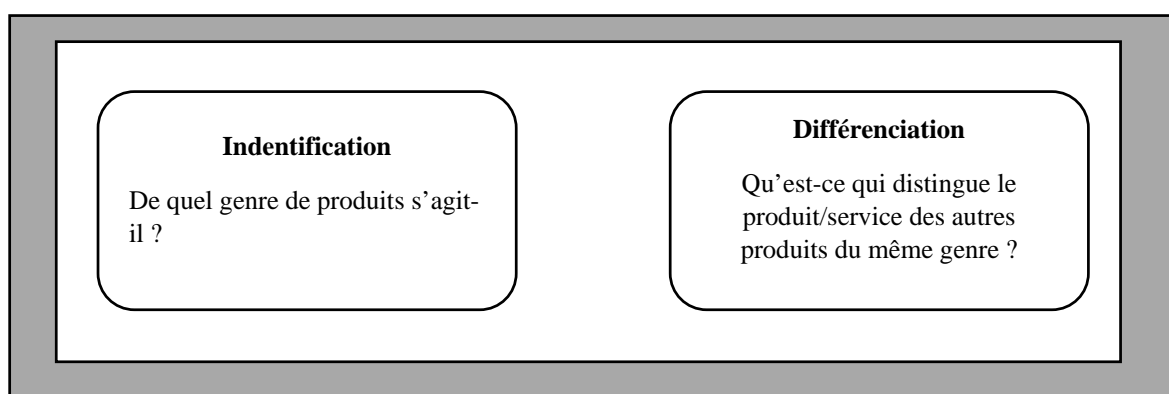 Indentification
De quel genre de produits s’agit-
il ?
Différenciation
Qu’est-ce qui distingue le
produit/service des autres
produits du même genre ?